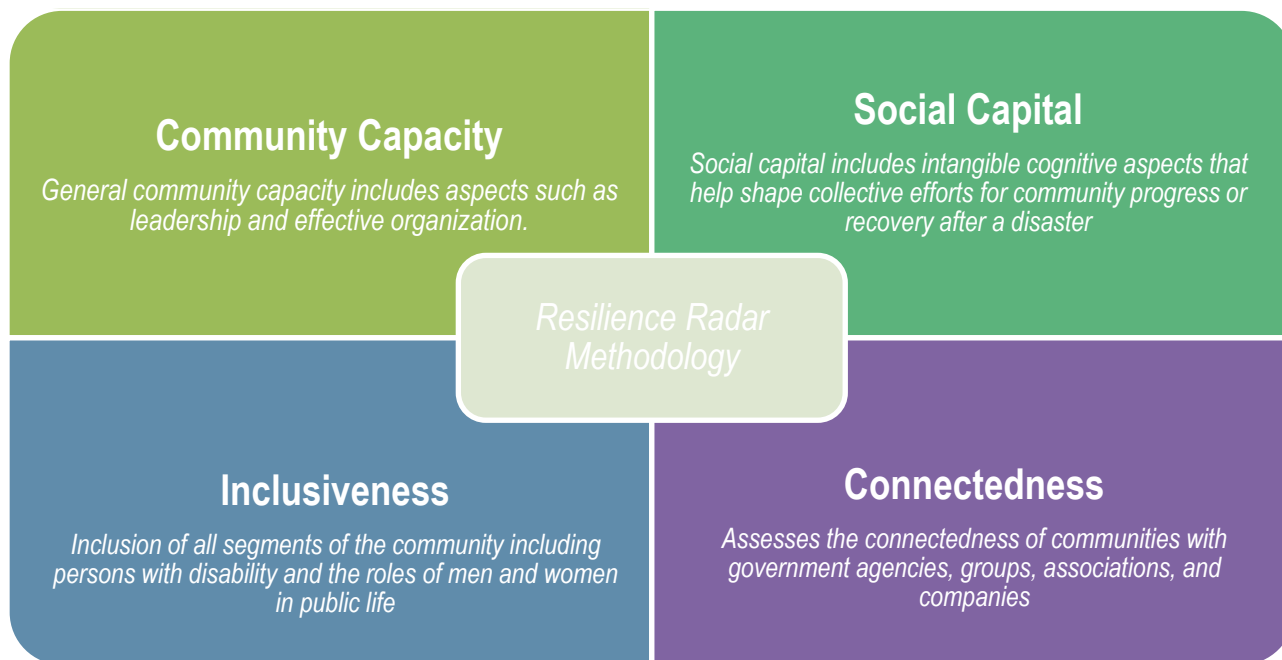 Community Capacity
General community capacity includes aspects such as
leadership and effective organization.
Social Capital
Social capital includes intangible cognitive aspects that
help shape collective efforts for community progress or
recovery after a disaster
Resilience Radar
Methodology
Inclusiveness
Inclusion of all segments of the community including
persons with disability and the roles of men and women
in public life
Connectedness
Assesses the connectedness of communities with
government agencies, groups, associations, and
companies